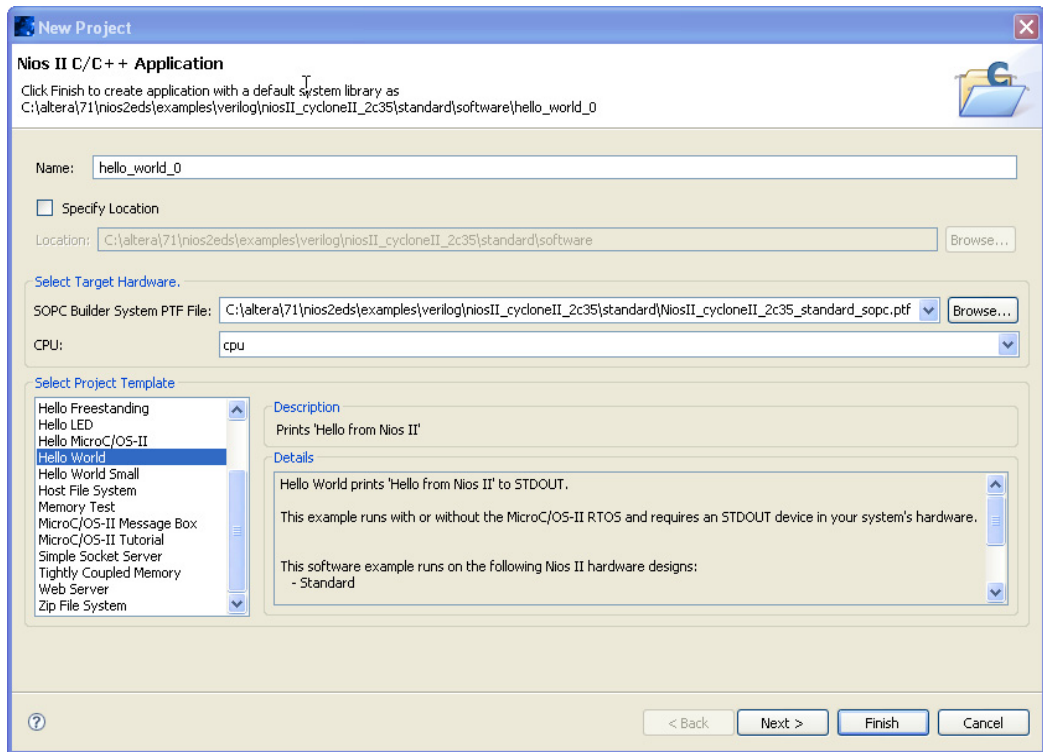 New Project
Nios II C/C++ Application
Click Finish to create application with a default system library as
C:\altera\71\nios2eds\examples\verilog\niosII_cycloneII_2c35\standard\software\hello_world_0
Name: hello_world_0
Specify Location
Location: C:\altera\71\nios2eds\examples\verilog\niosII_cycloneII_2c35\standard\software Browse...
Select Target Hardware.
SOPC Builder System PTF File: C:\altera\71\nios2eds\examples\verilog\niosII_cycloneII_2c35\standard\NiosII_cycloneII_2c35_standard_sopc.ptf Browse...
CPU: cpu
Select Project Template
Hello Freestanding
Hello LED
Hello MicroC/OS-II
Hello World
Hello World Small
Host File System
Memory Test
MicroC/OS-II Message Box
MicroC/OS-II Tutorial
Simple Socket Server
Tightly Coupled Memory
Web Server
Zip File System
Description
Prints 'Hello from Nios II'
Details
Hello World prints 'Hello from Nios II' to STDOUT.
This example runs with or without the MicroC/OS-II RTOS and requires an STDOUT device in your system's hardware.
This software example runs on the following Nios II hardware designs:
- Standard
? < Back Next > Finish Cancel